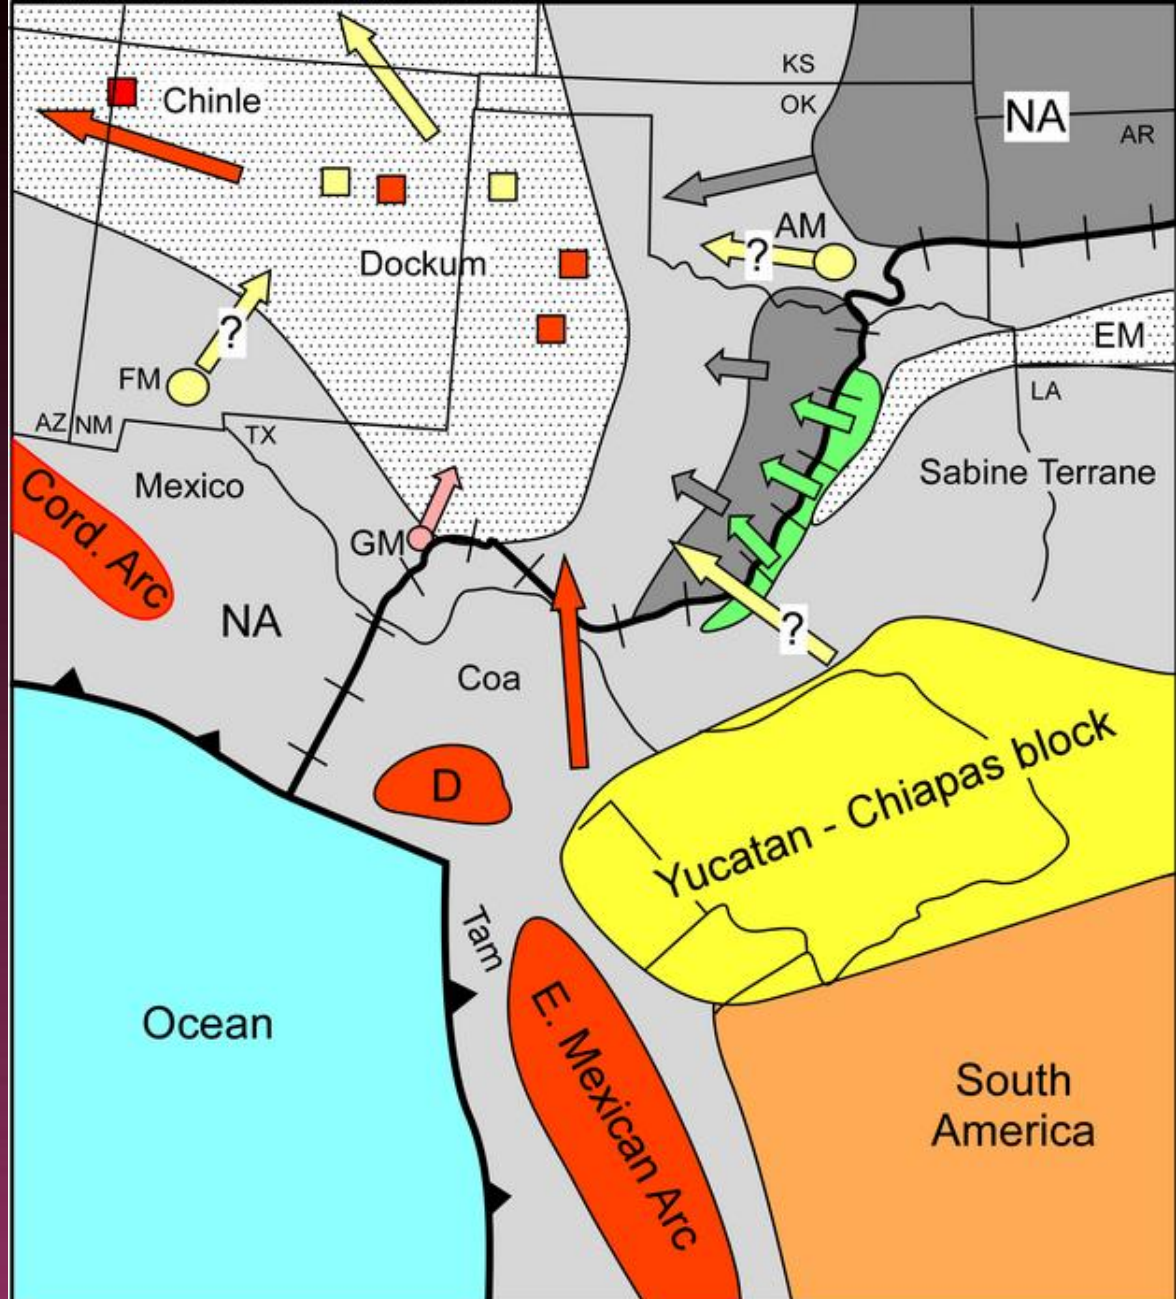 KS
Chinle
OK
NA
AR
AM
?
Dockum
?
EM
FM
LA
AZ
NM
TX
Sabine Terrane
Mexico
Cord. Arc
GM
NA
?
Coa
D
Yucatan - Chiapas block
Tam
E. Mexican Arc
Ocean
South
America